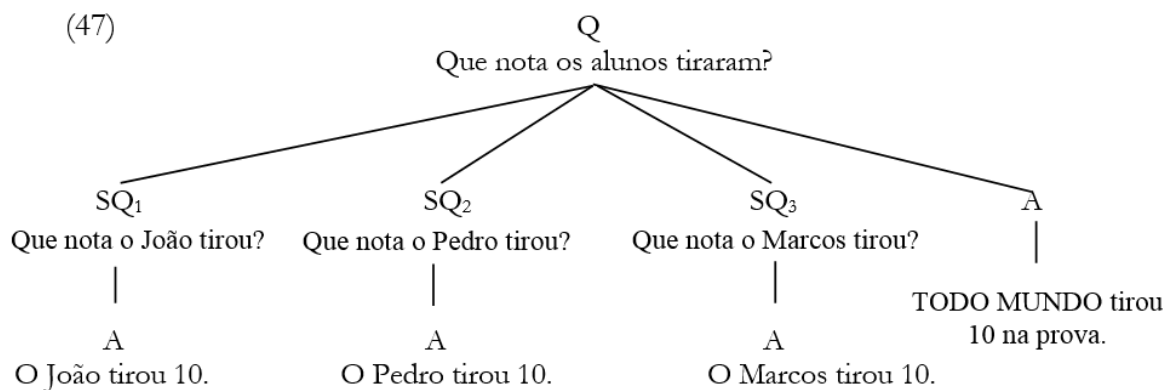 (47)
Q
Que nota os alunos tiraram?
SQ₁ SQ₂ SQ₃ A
Que nota o João tirou? Que nota o Pedro tirou? Que nota o Marcos tirou?
TODO MUNDO tirou
10 na prova.
A A A
O João tirou 10. O Pedro tirou 10. O Marcos tirou 10.